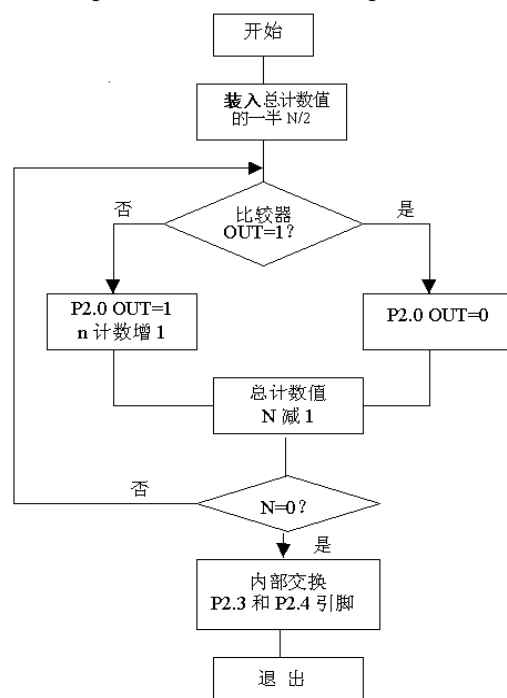 开始
装入总计数值
的一半 N/2
比较器
OUT=1?
否
是
P2.0 OUT=1
n 计数增 1
P2.0 OUT=0
总计数值
N 减 1
否
N=0?
是
内部交换
P2.3 和 P2.4 引脚
退 出